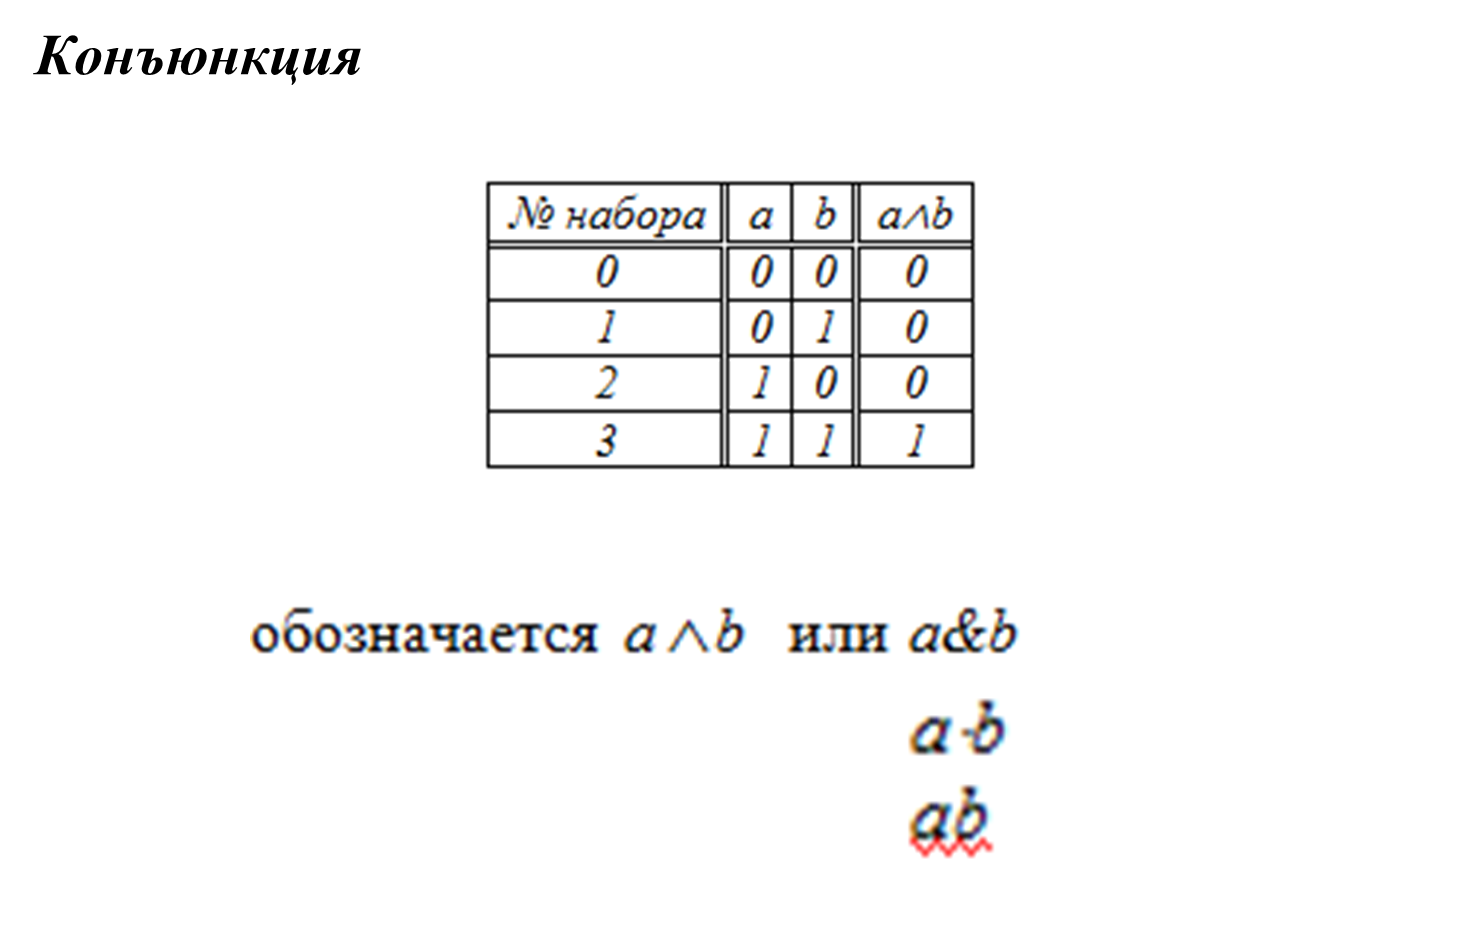 Конъюнкция
№ набора a b a∧b
0 0 0 0
1 0 1 0
2 1 0 0
3 1 1 1
обозначается a∧b или a&b
a·b
ab